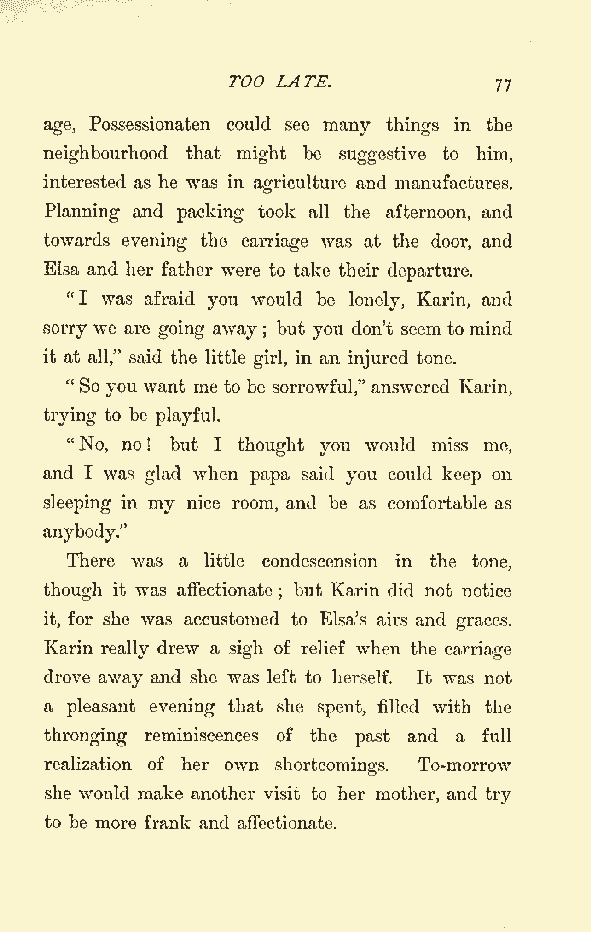 TOO LATE. 77
age, Possessionaten could see many things in the
neighbourhood that might be suggestive to him,
interested as he was in agriculture and manufactures.
Planning and packing took all the afternoon, and
towards evening the carriage was at the door, and
Elsa and her father were to take their departure.
"I was afraid you would be lonely, Karin, and
sorry we are going away; but you don't seem to mind
it at all," said the little girl, in an injured tone.
"So you want me to be sorrowful," answered Karin,
trying to be playful.
"No, no! but I thought you would miss me,
and I was glad when papa said you could keep on
sleeping in my nice room, and be as comfortable as
anybody."
There was a little condescension in the tone,
though it was affectionate; but Karin did not notice
it, for she was accustomed to Elsa's airs and graces.
Karin really drew a sigh of relief when the carriage
drove away and she was left to herself. It was not
a pleasant evening that she spent, filled with the
thronging reminiscences of the past and a full
realization of her own shortcomings. To-morrow
she would make another visit to her mother, and try
to be more frank and affectionate.